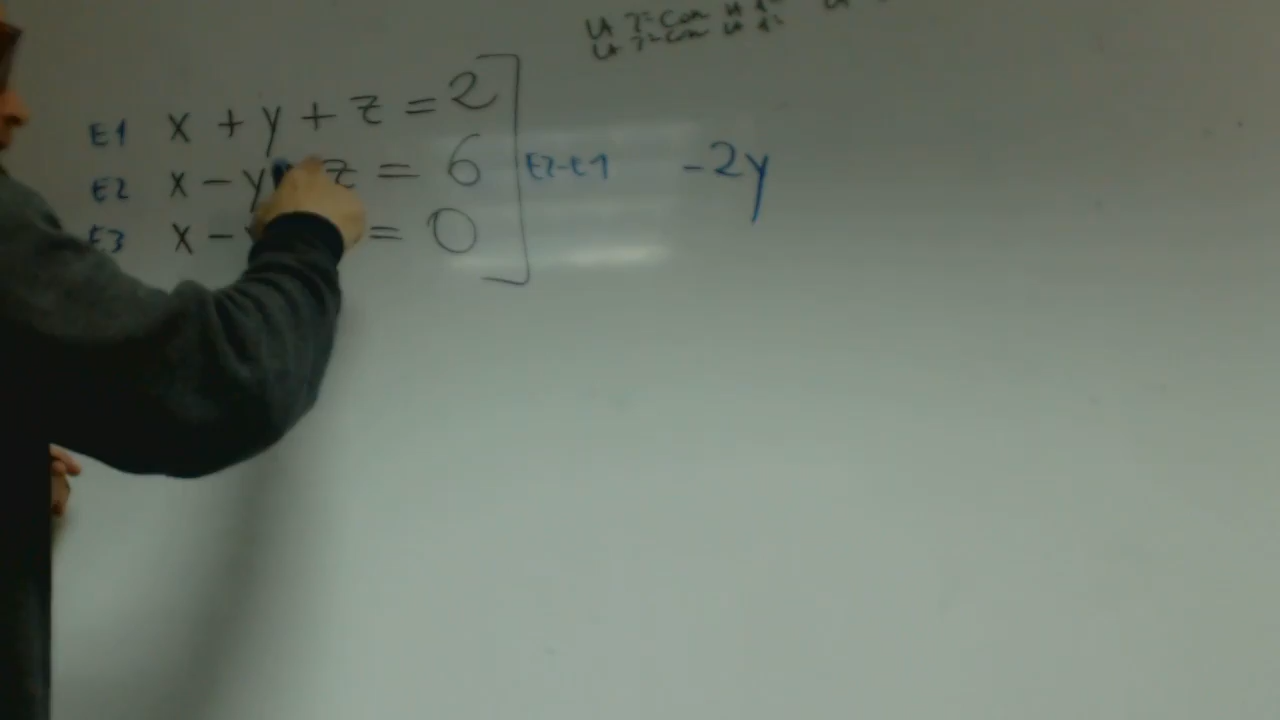 E1 x + y + z = 2
E2 x - y z = 6 E2-E1 -2y
E3 x - = 0